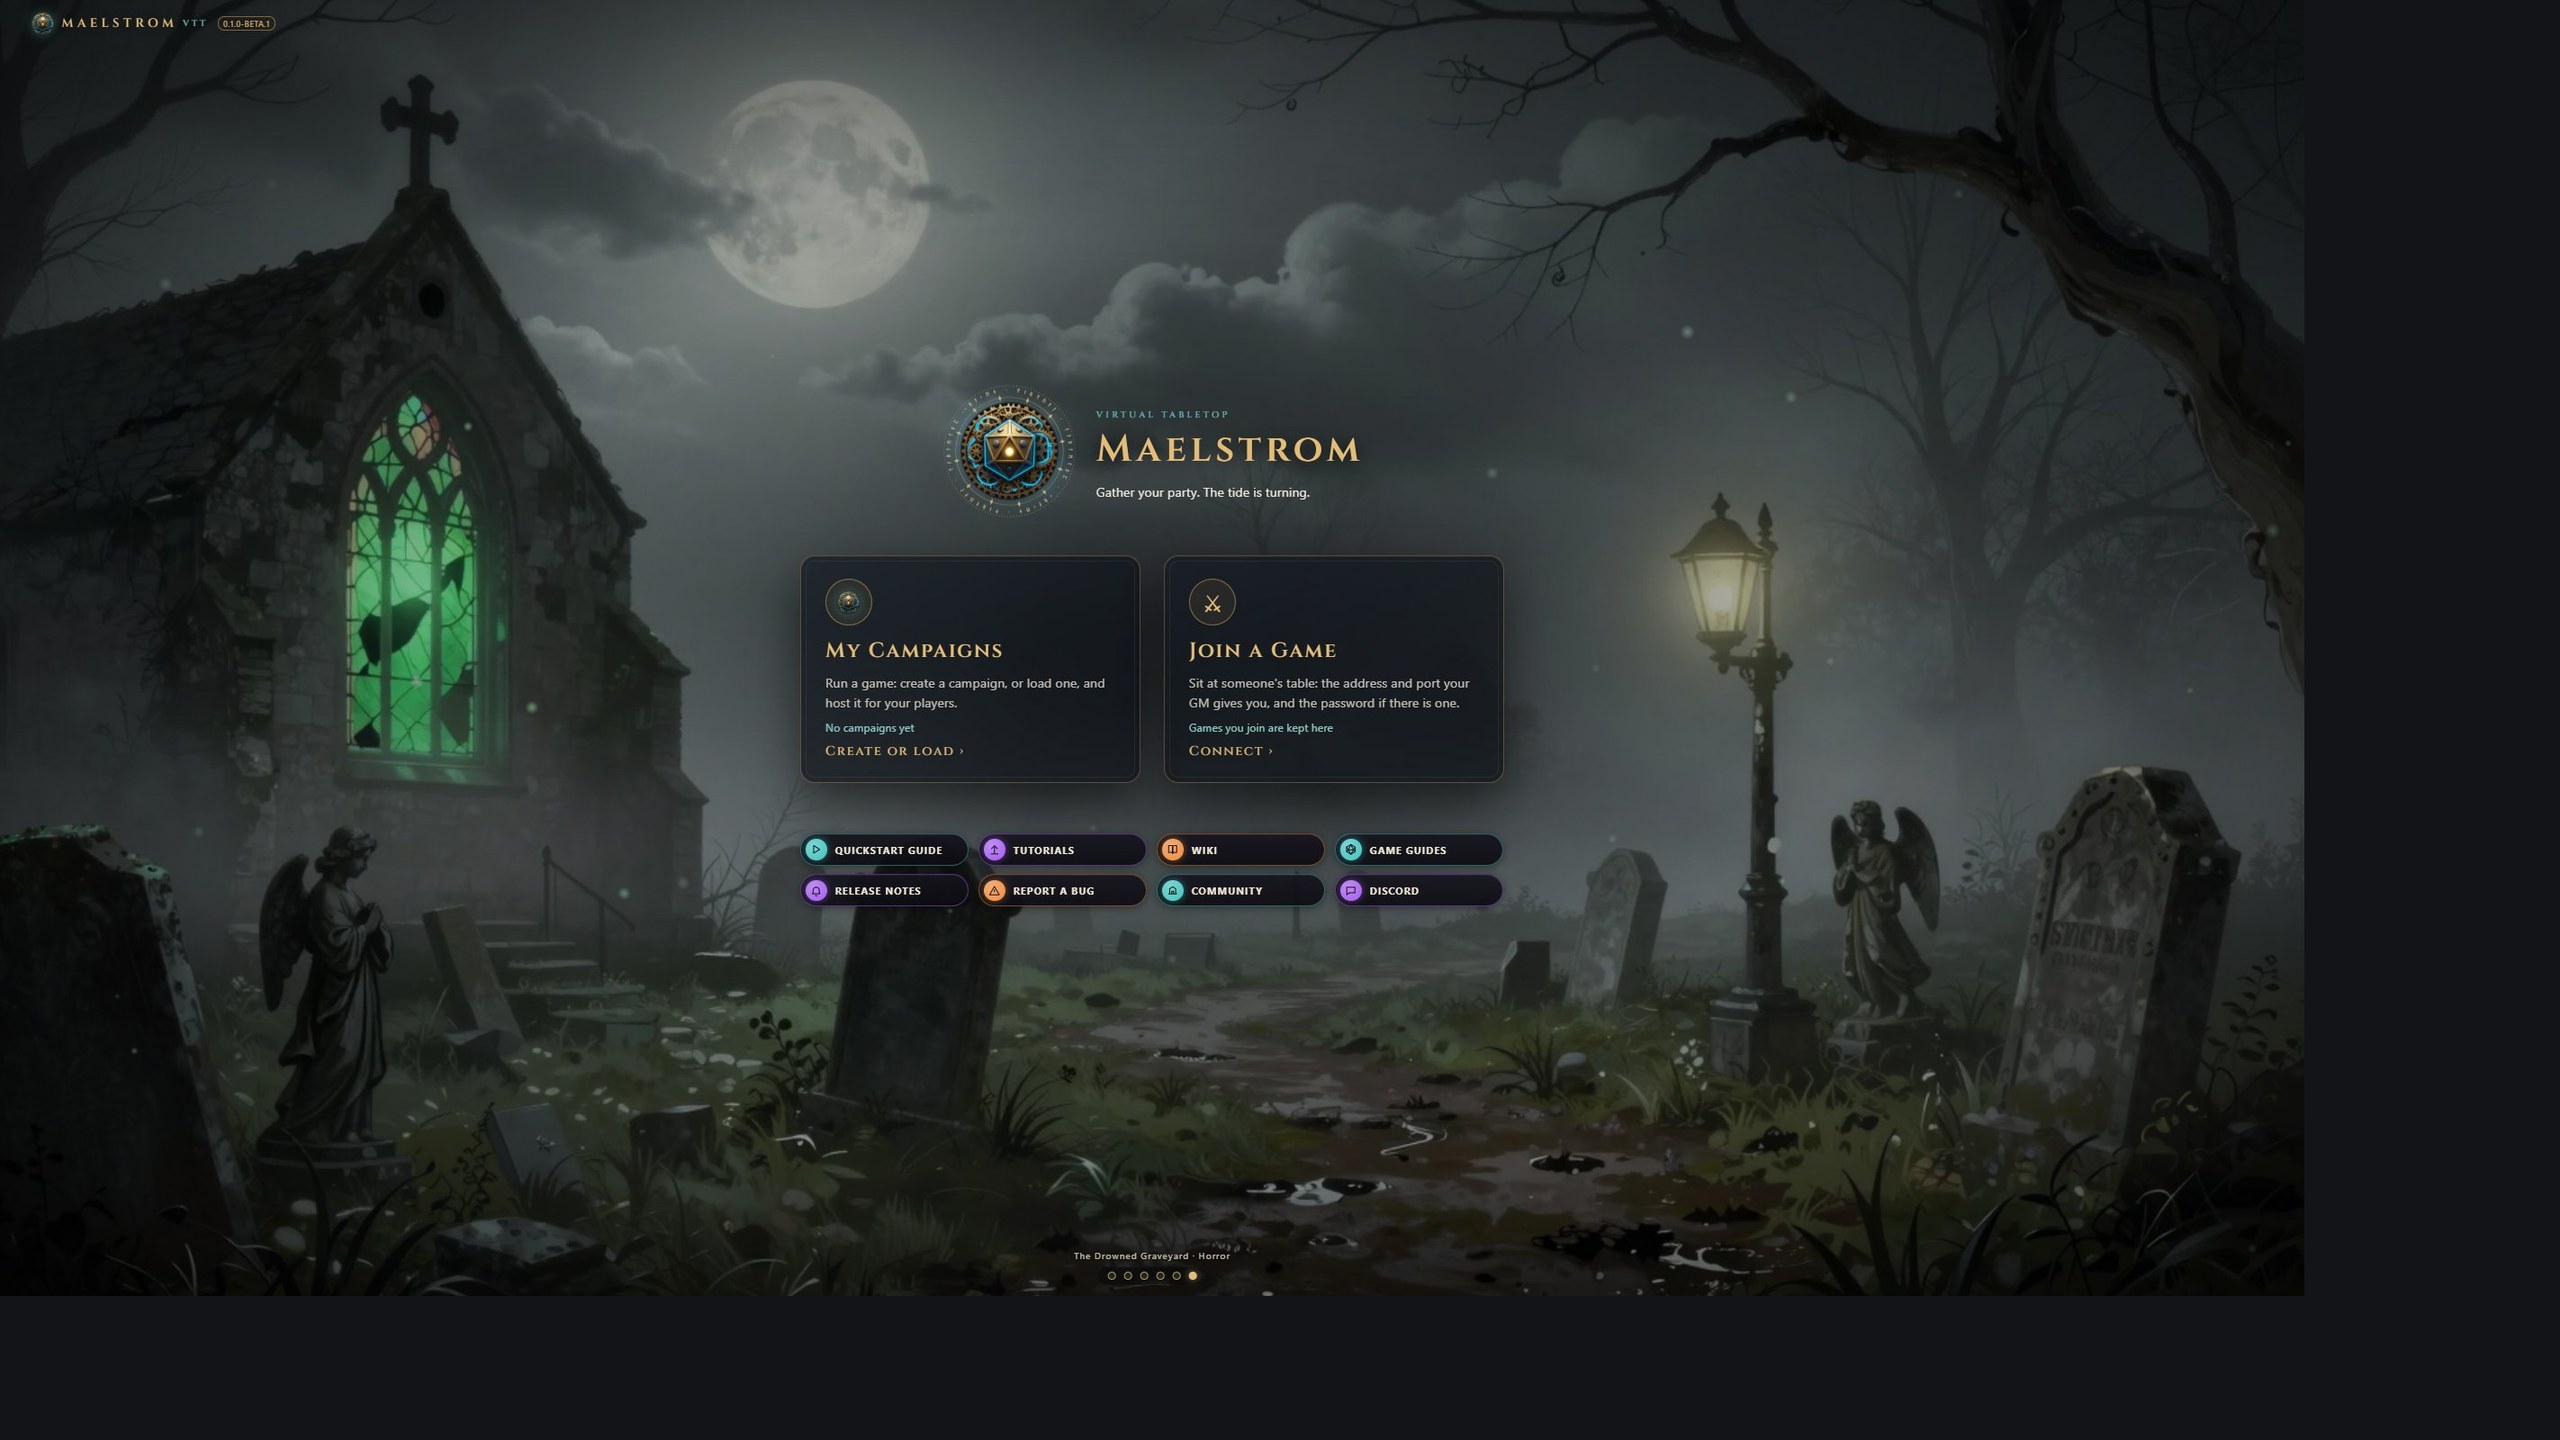 MAELSTROM VTT 0.1.0-BETA.1
VIRTUAL TABLETOP
MAELSTROM
Gather your party. The tide is turning.
MY CAMPAIGNS
Run a game: create a campaign, or load one, and
host it for your players.
No campaigns yet
CREATE OR LOAD ›
JOIN A GAME
Sit at someone's table: the address and port your
GM gives you, and the password if there is one.
Games you join are kept here
CONNECT ›
QUICKSTART GUIDE
TUTORIALS
WIKI
GAME GUIDES
RELEASE NOTES
REPORT A BUG
COMMUNITY
DISCORD
The Drowned Graveyard · Horror